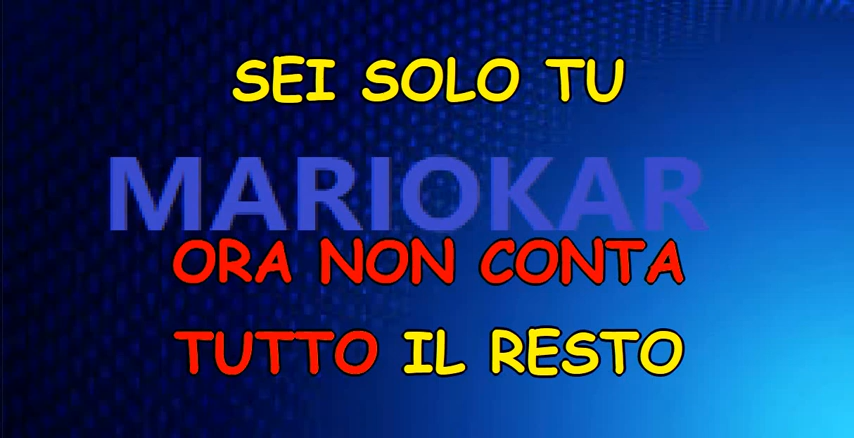 SEI SOLO TU
MARIOKAR
ORA NON CONTA
TUTTO IL RESTO